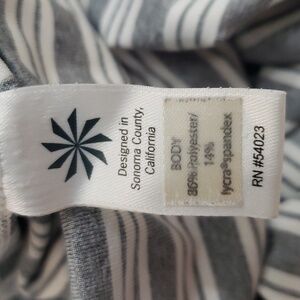 Designed in
Sonoma County,
California
BODY
86% Polyester/
14%
lycra®spandex
RN #54023